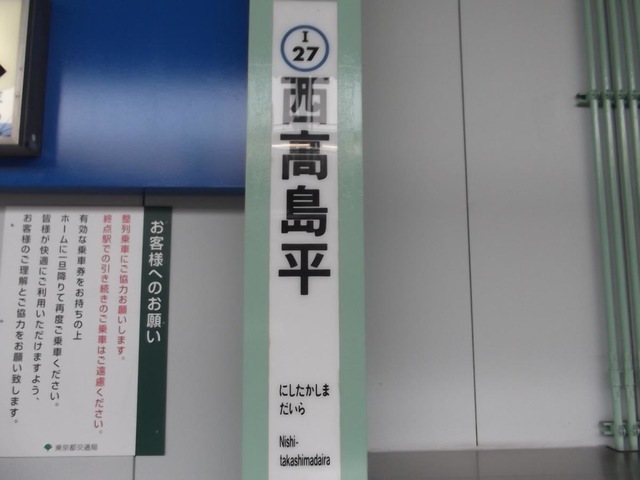 I
27
西高島平
にしたかしま
だいら
Nishi-
takashimadaira
お客様へのお願い
整列乗車にご協力お願いします。
終点駅での引き続きのご乗車はご遠慮ください。
有効な乗車券をお持ちの上
ホームに一旦降りて再度ご乗車ください。
皆様が快適にご利用いただけますよう、
お客様のご理解とご協力をお願い致します。
東京都交通局